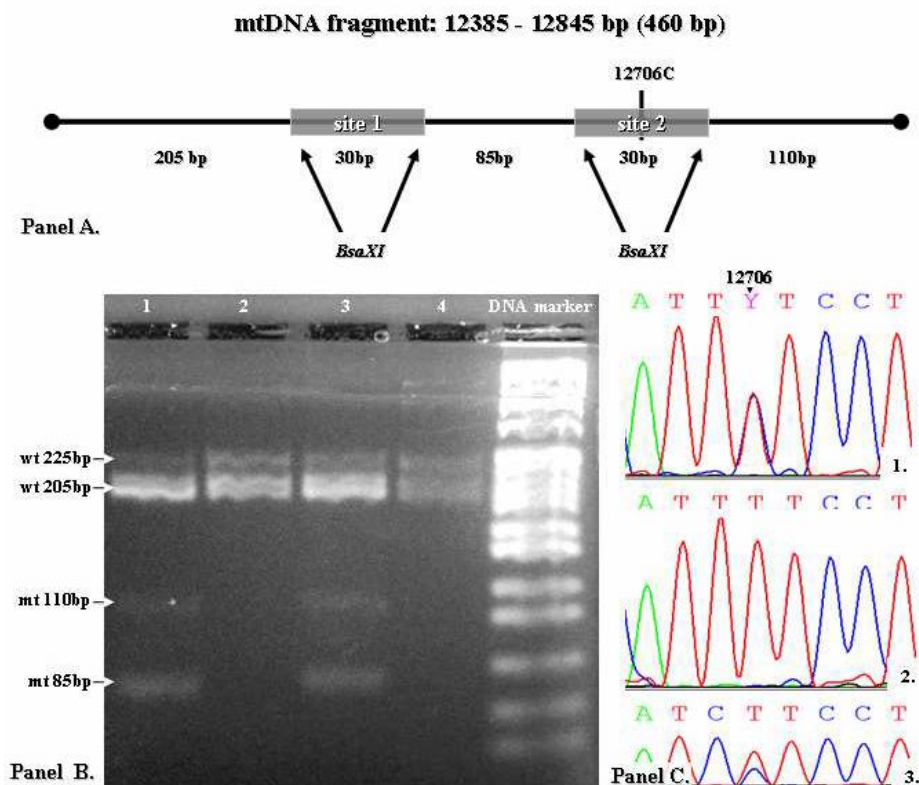 mtDNA fragment: 12385 - 12845 bp (460 bp)
12706C
site 1 site 2
205 bp 30bp 85bp 30bp 110bp
BsaXI BsaXI
Panel A.
1 2 3 4 DNA marker
wt 225bp
wt 205bp
mt 110bp
mt 85bp
Panel B.
12706
A T T Y T C C T
1.
A T T T T C C T
2.
A T C T T C C T
3.
Panel C.